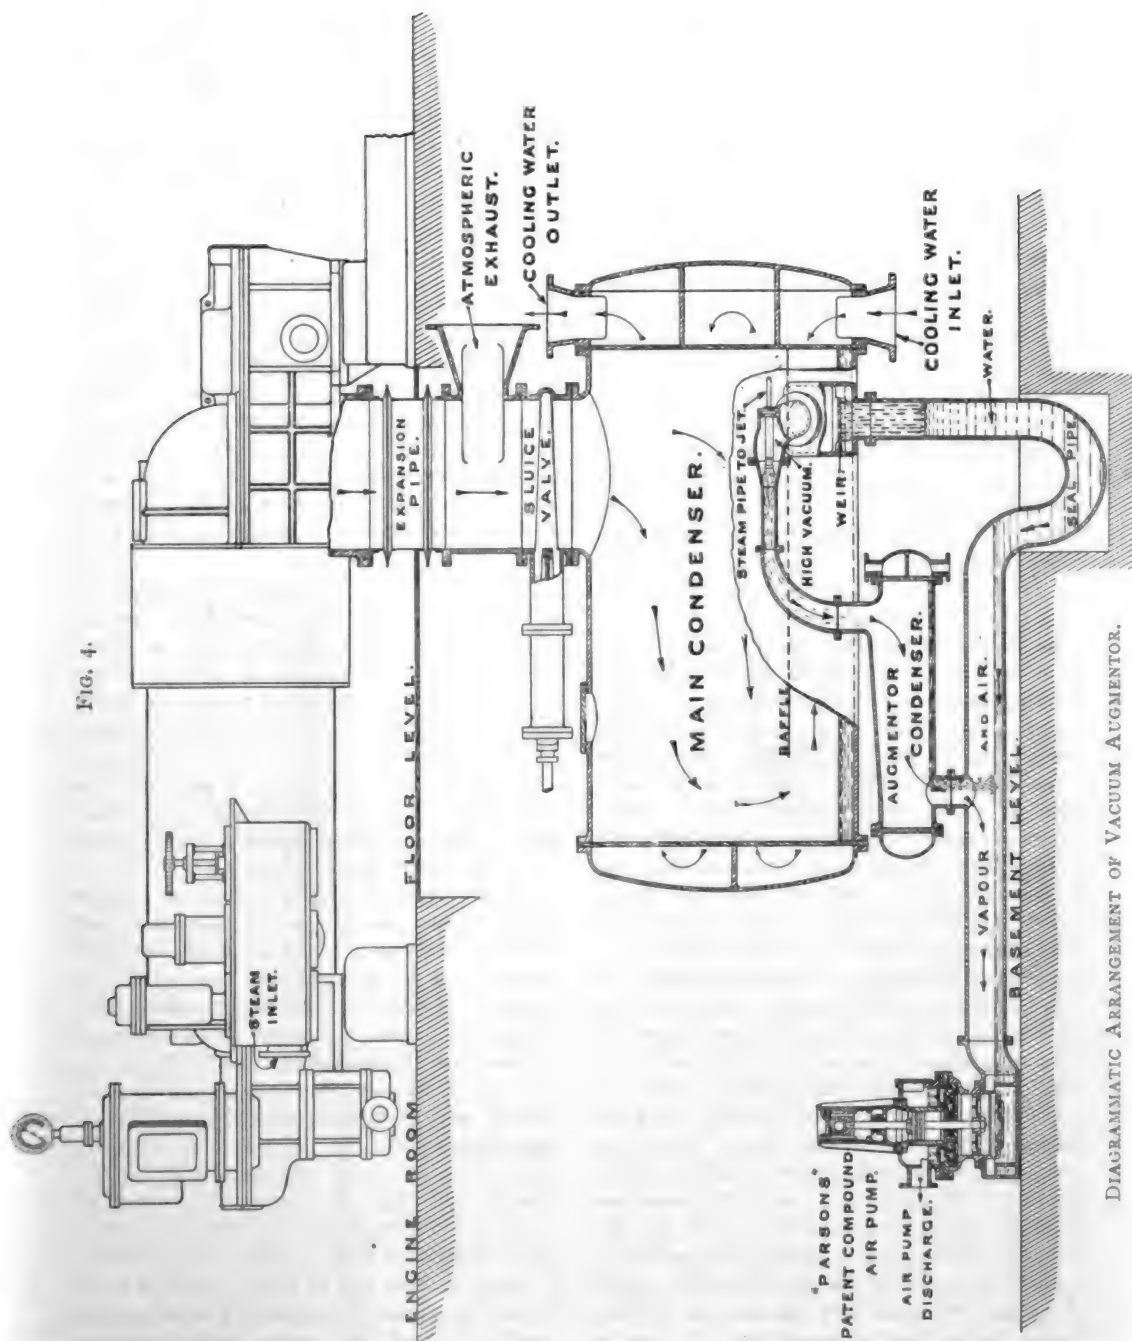 FIG. 4.
STEAM
INLET.
ENGINE ROOM FLOOR LEVEL.
EXPANSION
PIPE.
ATMOSPHERIC
EXHAUST.
SLUICE
VALVE.
COOLING WATER
OUTLET.
MAIN CONDENSER.
STEAM PIPE TO JET.
HIGH VACUUM.
WEIR
BAFFLE
COOLING WATER
INLET.
AUGMENTOR
CONDENSER.
WATER.
SEAL PIPE
VAPOUR AND AIR.
BASEMENT LEVEL.
"PARSONS"
PATENT COMPOUND
AIR PUMP.
AIR PUMP
DISCHARGE.
DIAGRAMMATIC ARRANGEMENT OF VACUUM AUGMENTOR.